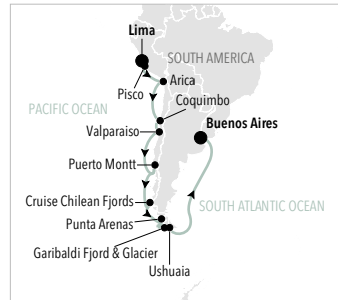 Lima
SOUTH AMERICA
Arica
Pisco
Coquimbo
PACIFIC OCEAN
Buenos Aires
Valparaiso
Puerto Montt
Cruise Chilean Fjords
SOUTH ATLANTIC OCEAN
Punta Arenas
Garibaldi Fjord & Glacier
Ushuaia